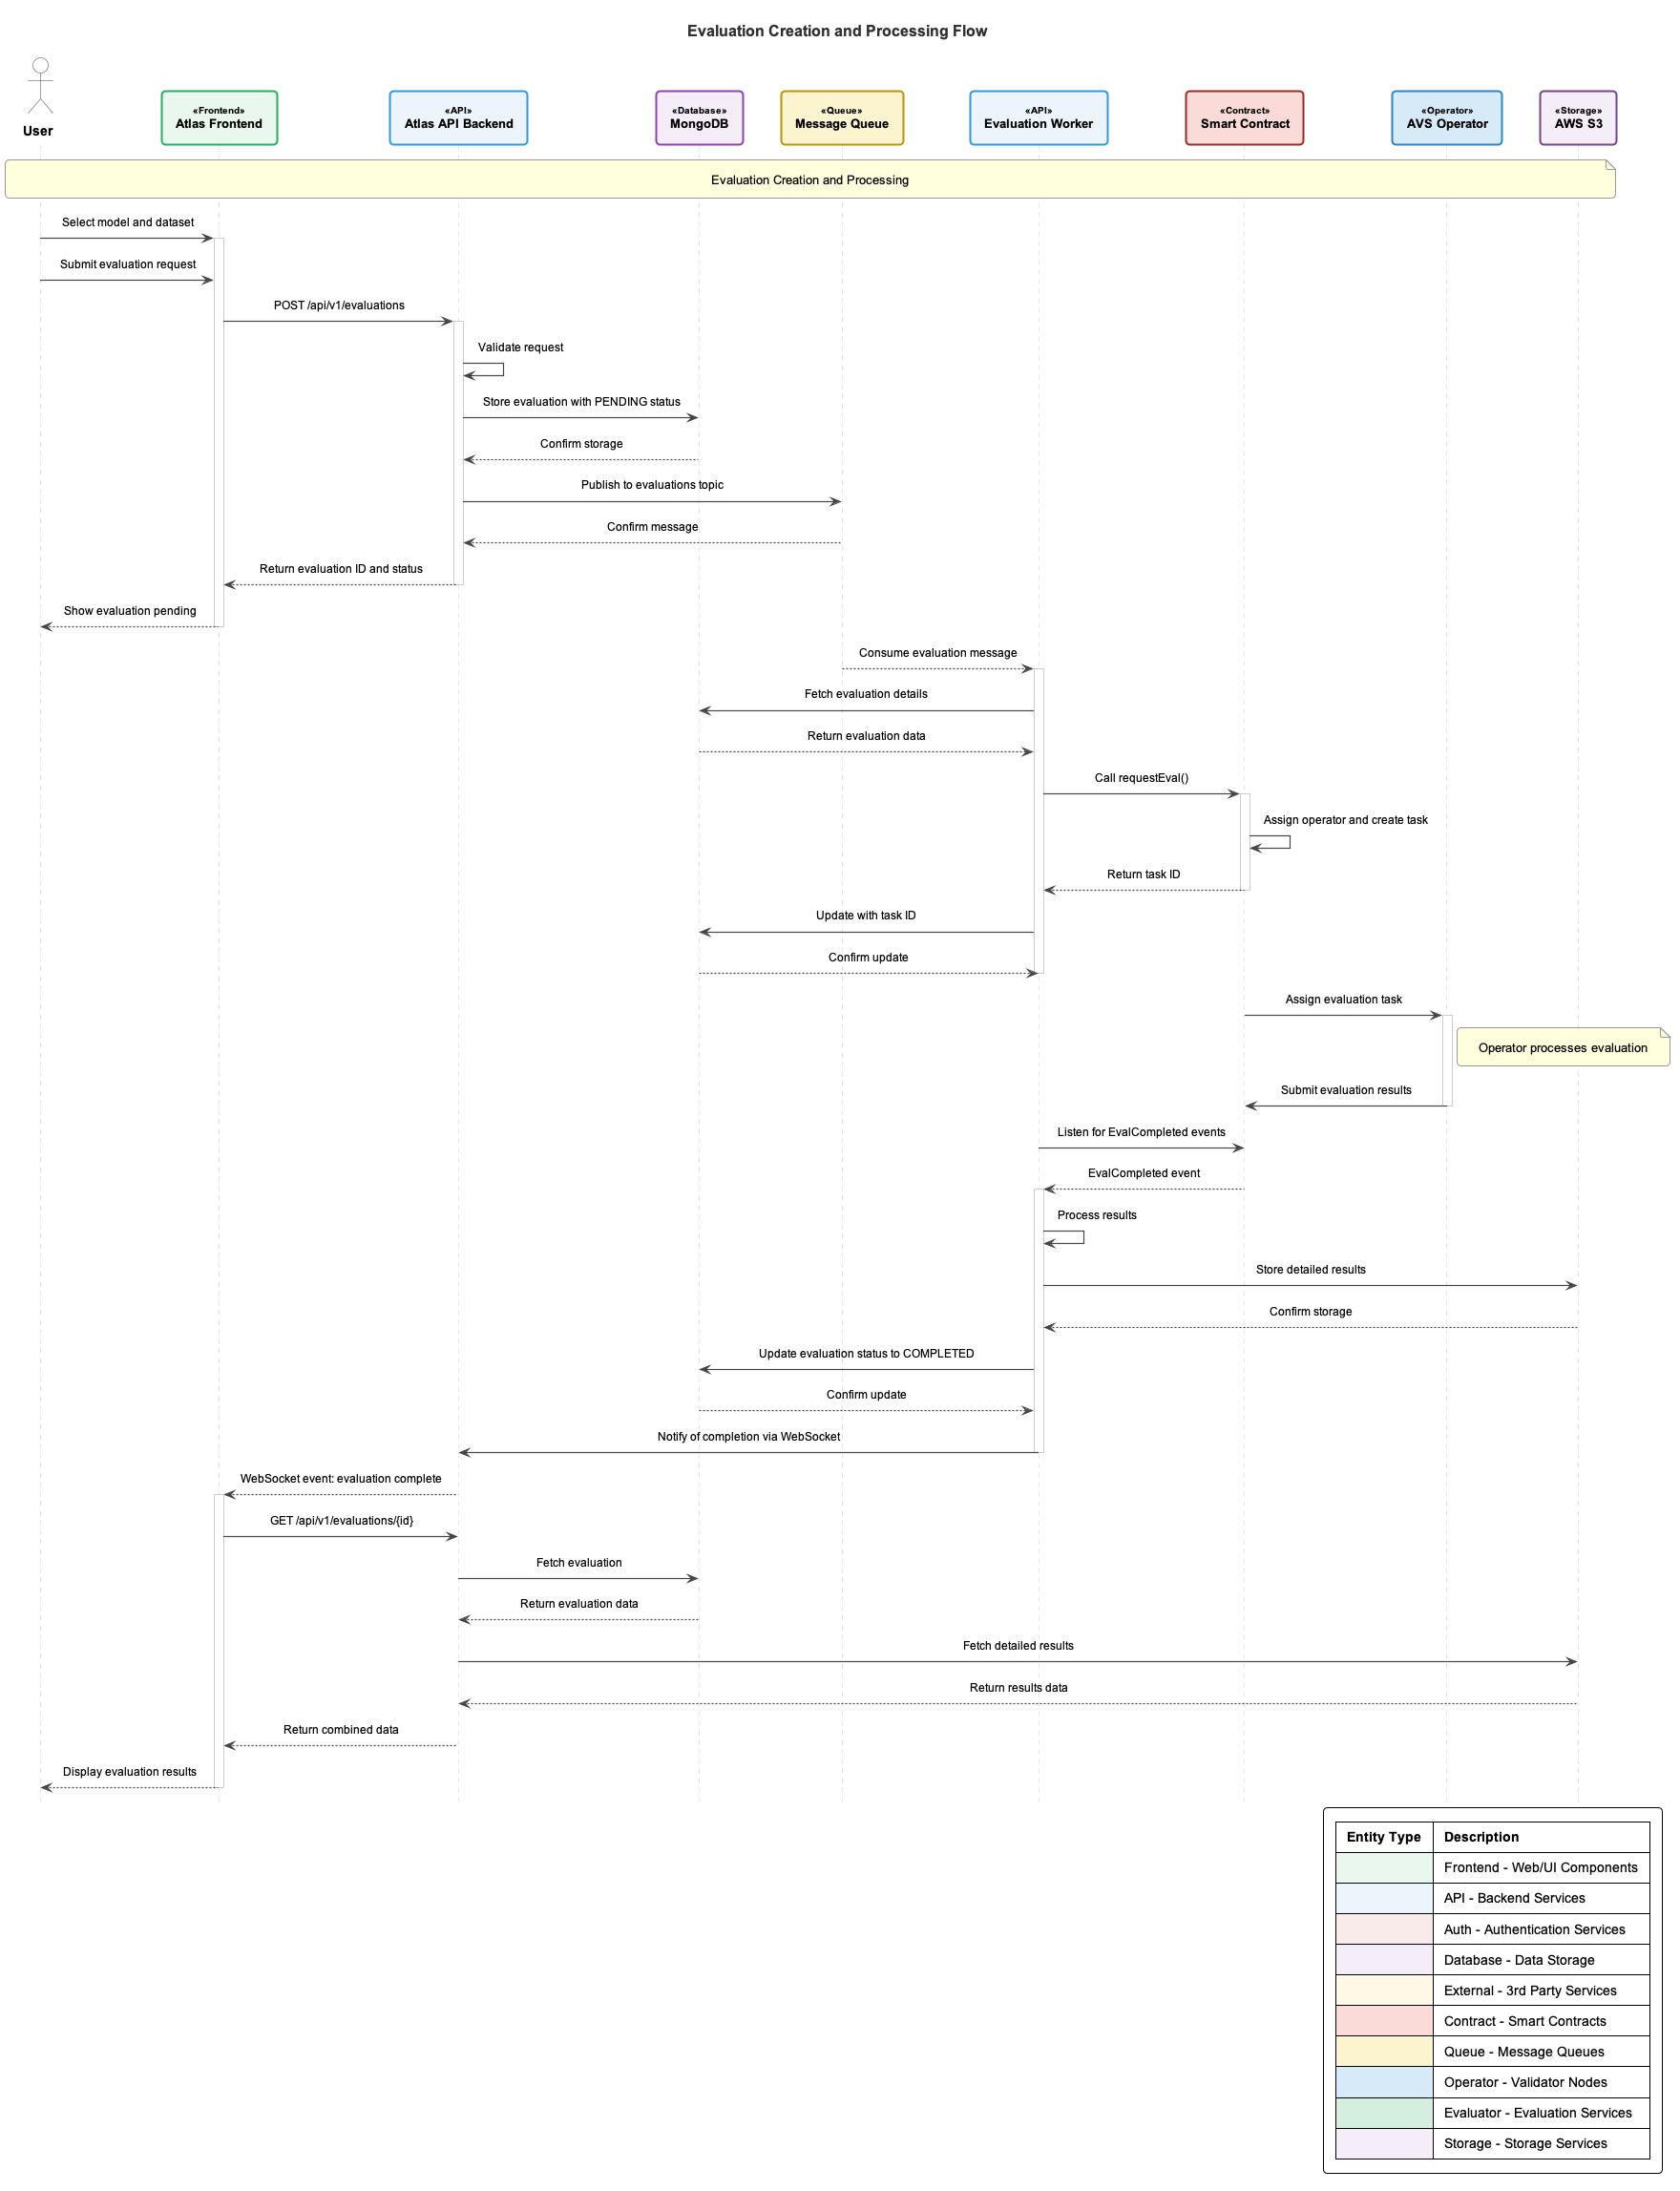 Evaluation Creation and Processing Flow
User
«Frontend»
Atlas Frontend
«API»
Atlas API Backend
«Database»
MongoDB
«Queue»
Message Queue
«API»
Evaluation Worker
«Contract»
Smart Contract
«Operator»
AVS Operator
«Storage»
AWS S3
Evaluation Creation and Processing
Select model and dataset
Submit evaluation request
POST /api/v1/evaluations
Validate request
Store evaluation with PENDING status
Confirm storage
Publish to evaluations topic
Confirm message
Return evaluation ID and status
Show evaluation pending
Consume evaluation message
Fetch evaluation details
Return evaluation data
Call requestEval()
Assign operator and create task
Return task ID
Update with task ID
Confirm update
Assign evaluation task
Operator processes evaluation
Submit evaluation results
Listen for EvalCompleted events
EvalCompleted event
Process results
Store detailed results
Confirm storage
Update evaluation status to COMPLETED
Confirm update
Notify of completion via WebSocket
WebSocket event: evaluation complete
GET /api/v1/evaluations/{id}
Fetch evaluation
Return evaluation data
Fetch detailed results
Return results data
Return combined data
Display evaluation results
Entity Type Description
Frontend - Web/UI Components
API - Backend Services
Auth - Authentication Services
Database - Data Storage
External - 3rd Party Services
Contract - Smart Contracts
Queue - Message Queues
Operator - Validator Nodes
Evaluator - Evaluation Services
Storage - Storage Services